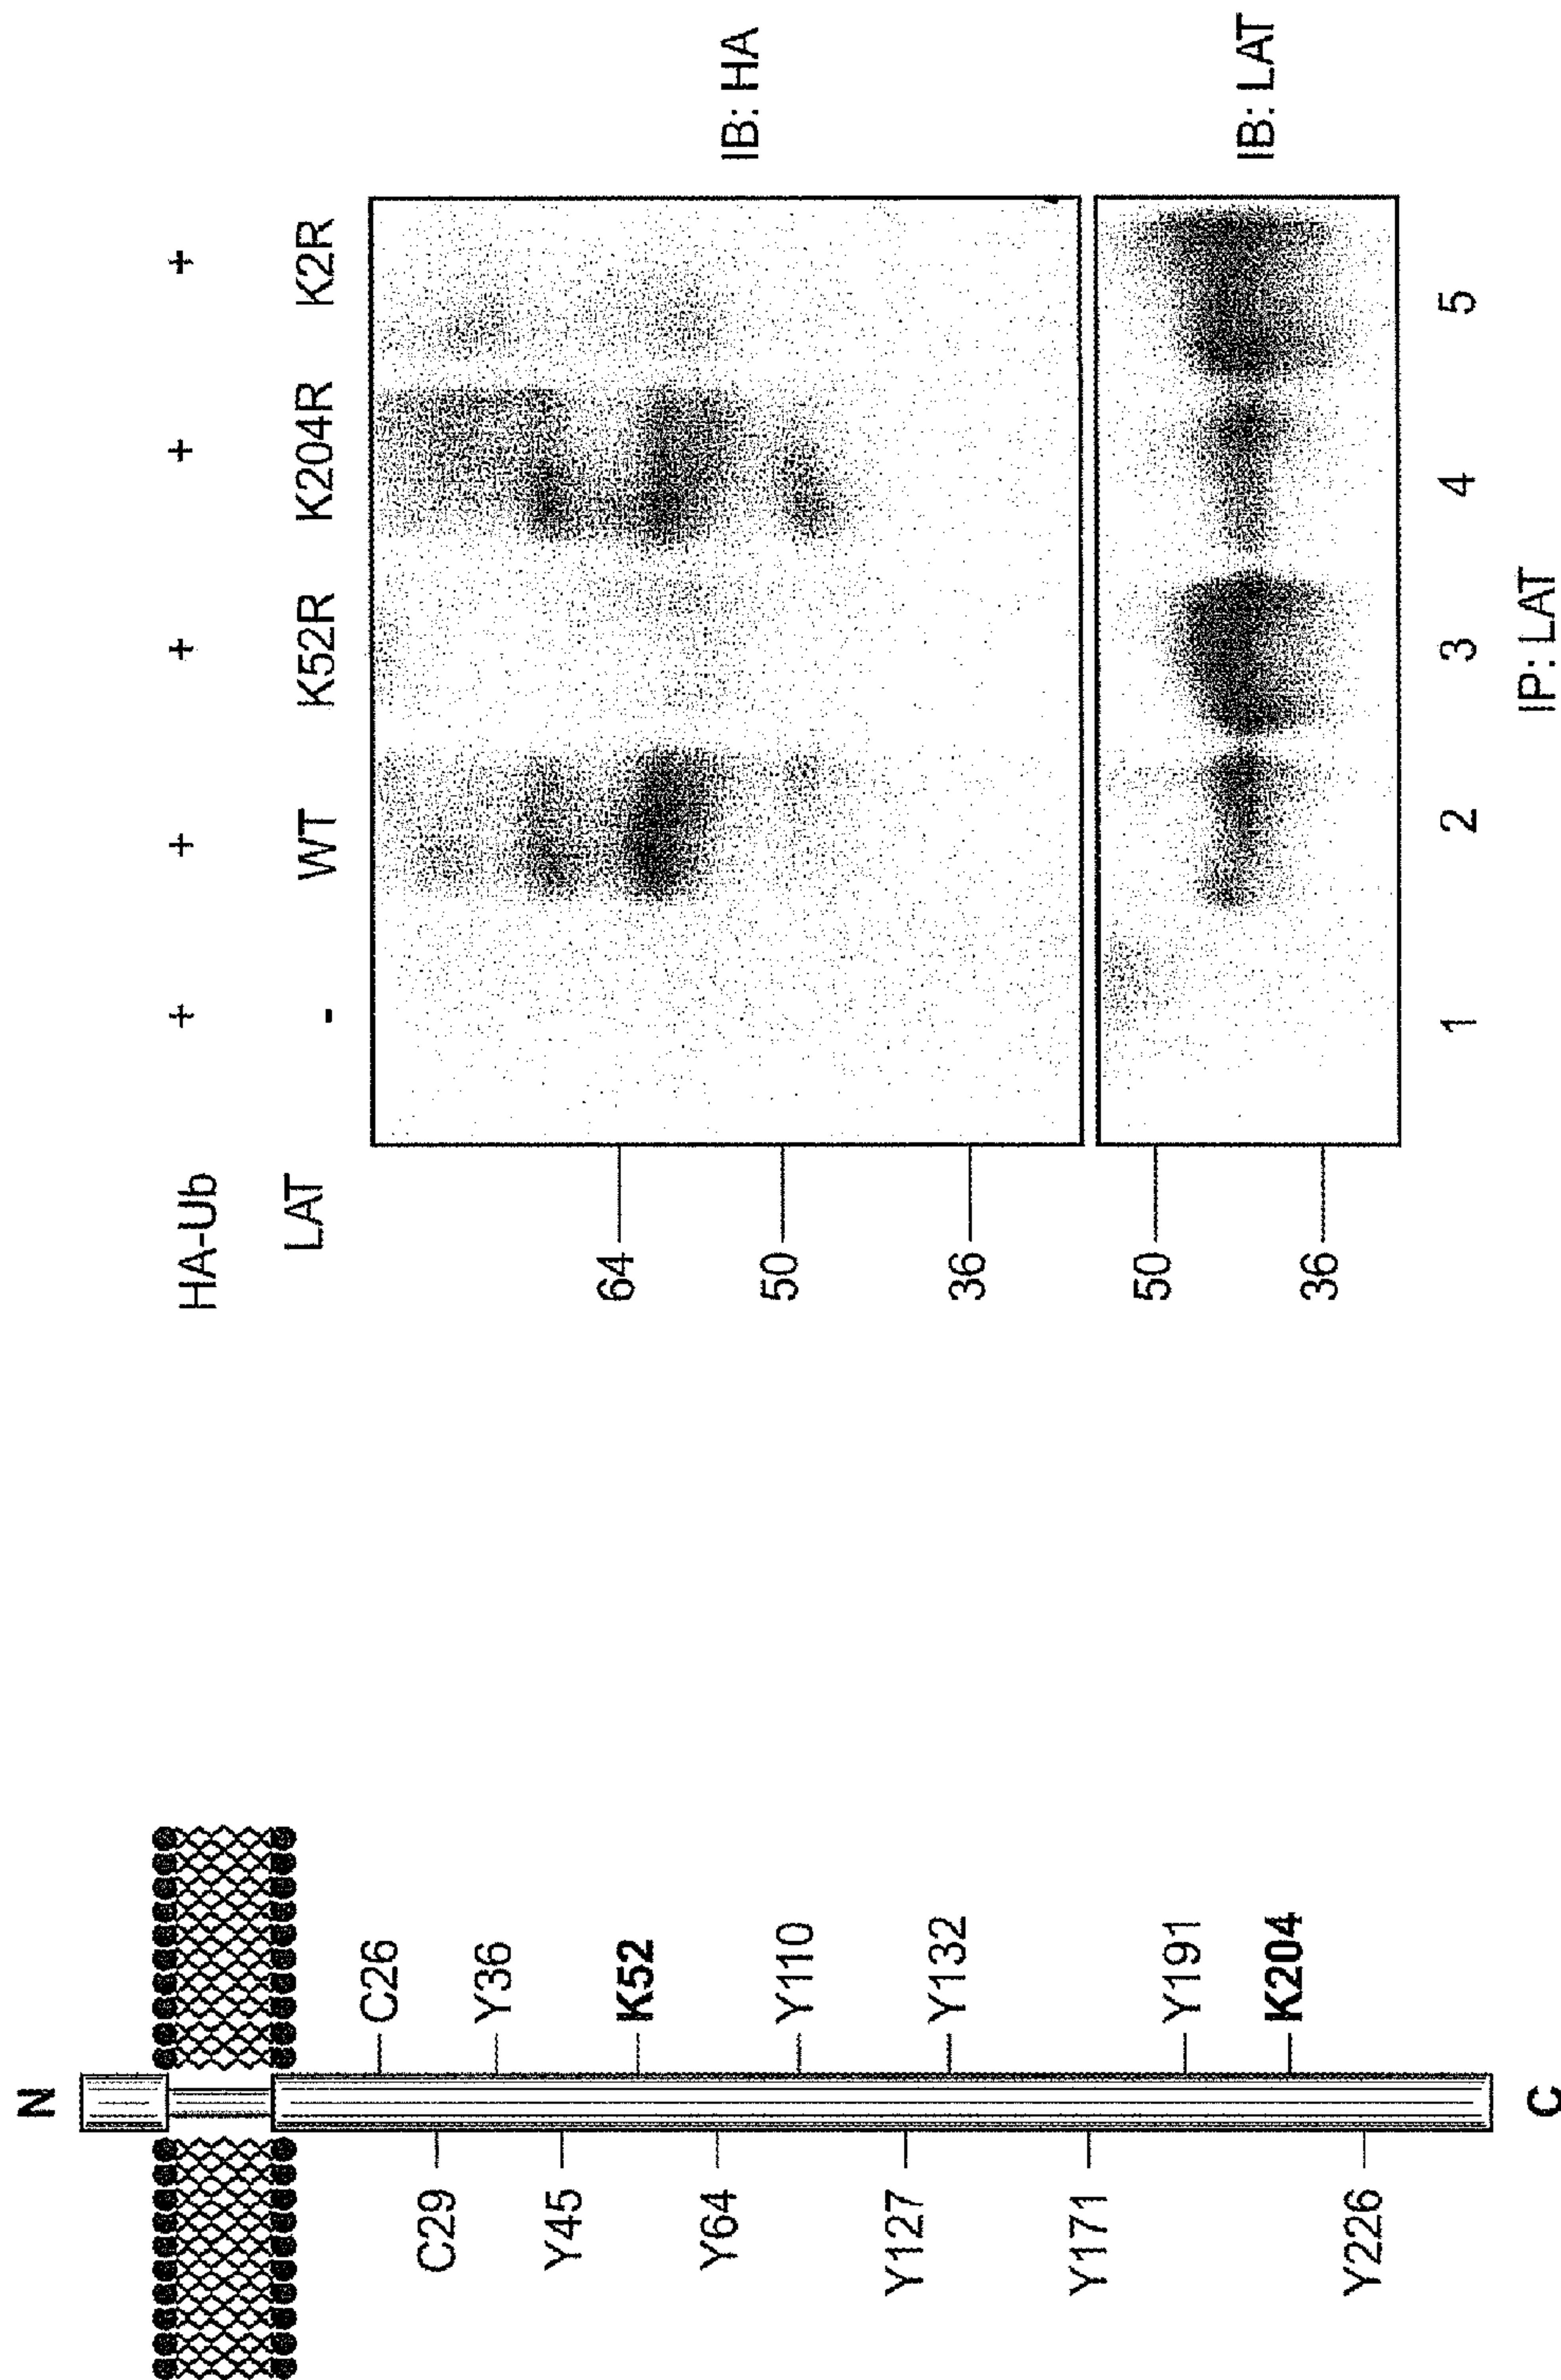 N
C26
C29
Y36
Y45
K52
Y64
Y110
Y127
Y132
Y171
Y191
K204
Y226
C
HA-Ub + + + + +
LAT - WT K52R K204R K2R
64
50
36
IB: HA
50
36
IB: LAT
1 2 3 4 5
IP: LAT